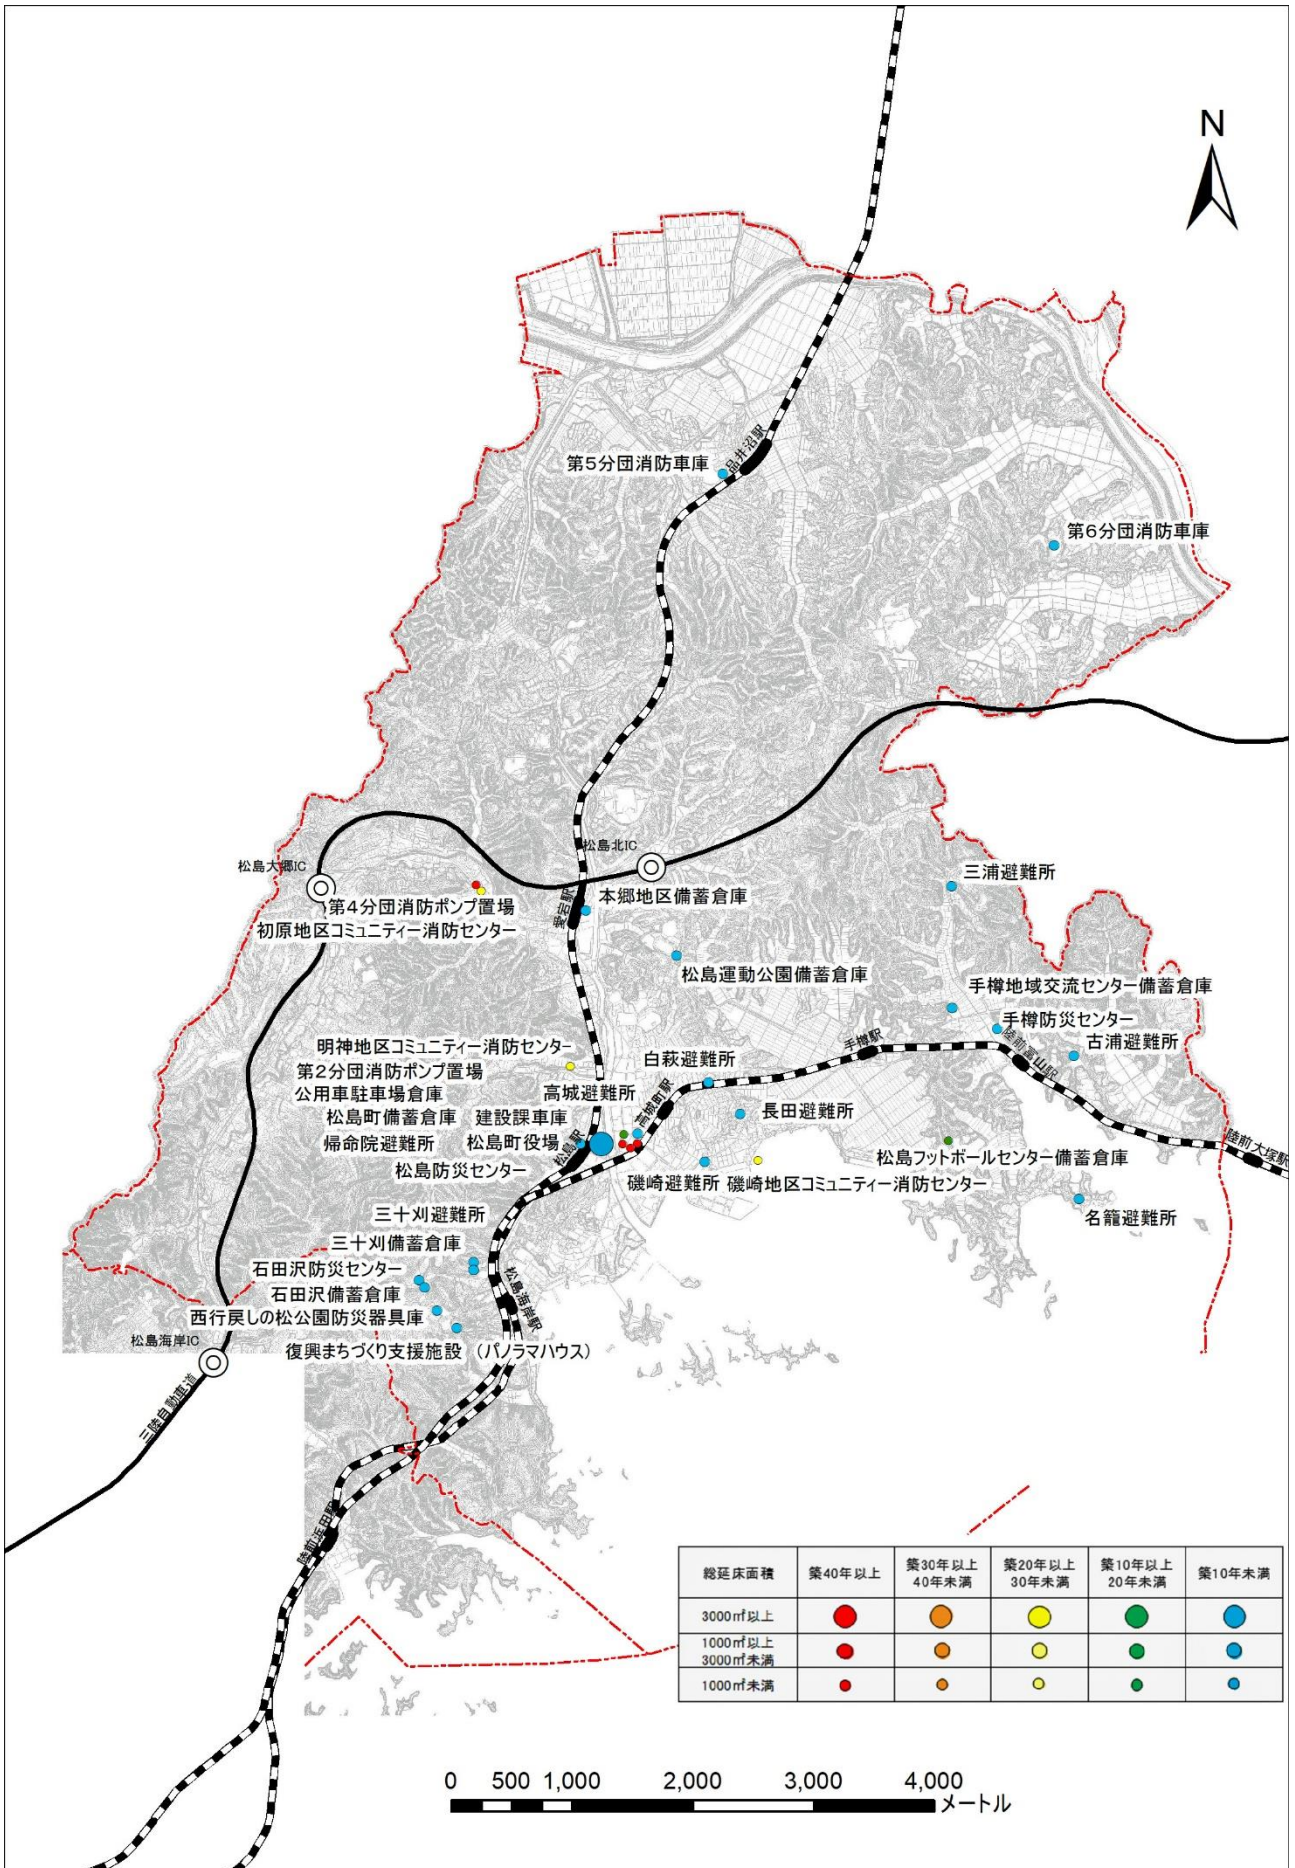 N
品井沼駅
第5分団消防車庫
第6分団消防車庫
松島北IC
松島大郷IC
三浦避難所
愛宕駅
本郷地区備蓄倉庫
第4分団消防ポンプ置場
初原地区コミュニティー消防センター
松島運動公園備蓄倉庫
手樽地域交流センター備蓄倉庫
手樽防災センター
手樽駅
陸前富山駅
古浦避難所
明神地区コミュニティー消防センター
白萩避難所
第2分団消防ポンプ置場
公用車駐車場倉庫
高城避難所
高城町駅
松島町備蓄倉庫
建設課車庫
長田避難所
帰命院避難所
松島町役場
松島駅
松島防災センター
松島フットボールセンター備蓄倉庫
陸前大塚駅
磯崎避難所
磯崎地区コミュニティー消防センター
名籠避難所
三十刈避難所
三十刈備蓄倉庫
石田沢防災センター
石田沢備蓄倉庫
松島海岸駅
西行戻しの松公園防災器具庫
松島海岸IC
復興まちづくり支援施設 (パノラマハウス)
三陸自動車道
陸前浜田駅
総延床面積 築40年以上 築30年以上40年未満 築20年以上30年未満 築10年以上20年未満 築10年未満
3000㎡以上
1000㎡以上
3000㎡未満
1000㎡未満
0 500 1,000 2,000 3,000 4,000
メートル